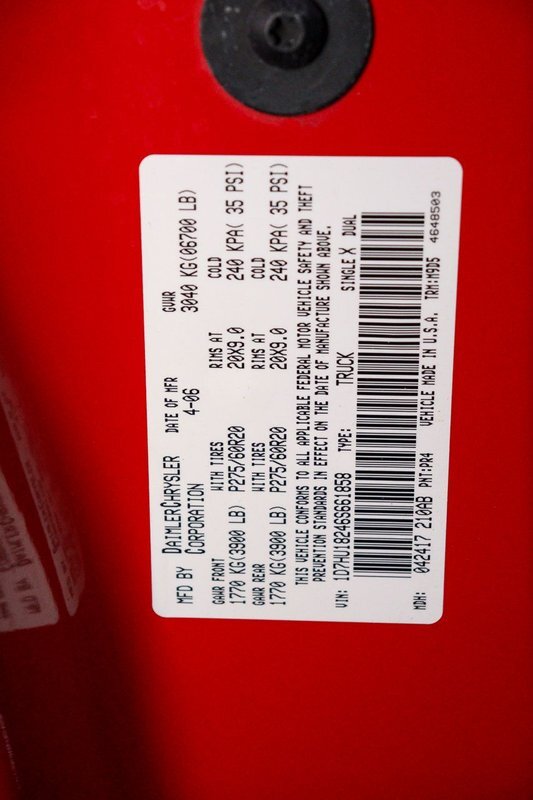 MFD BY DAIMLERCHRYSLER CORPORATION
DATE OF MFR 4-06
GVWR 3040 KG(06700 LB)
GAWR FRONT WITH TIRES RIMS AT COLD
1770 KG(3900 LB) P275/60R20 20X9.0 240 KPA( 35 PSI)
GAWR REAR WITH TIRES RIMS AT COLD
1770 KG(3900 LB) P275/60R20 20X9.0 240 KPA( 35 PSI)
THIS VEHICLE CONFORMS TO ALL APPLICABLE FEDERAL MOTOR VEHICLE SAFETY AND THEFT
PREVENTION STANDARDS IN EFFECT ON THE DATE OF MANUFACTURE SHOWN ABOVE.
VIN: 1D7HU18246S661858 TYPE: TRUCK SINGLE X DUAL
MDH: 042417 210AB PNT:PR4 VEHICLE MADE IN U.S.A. TRM:M9D5 4648503